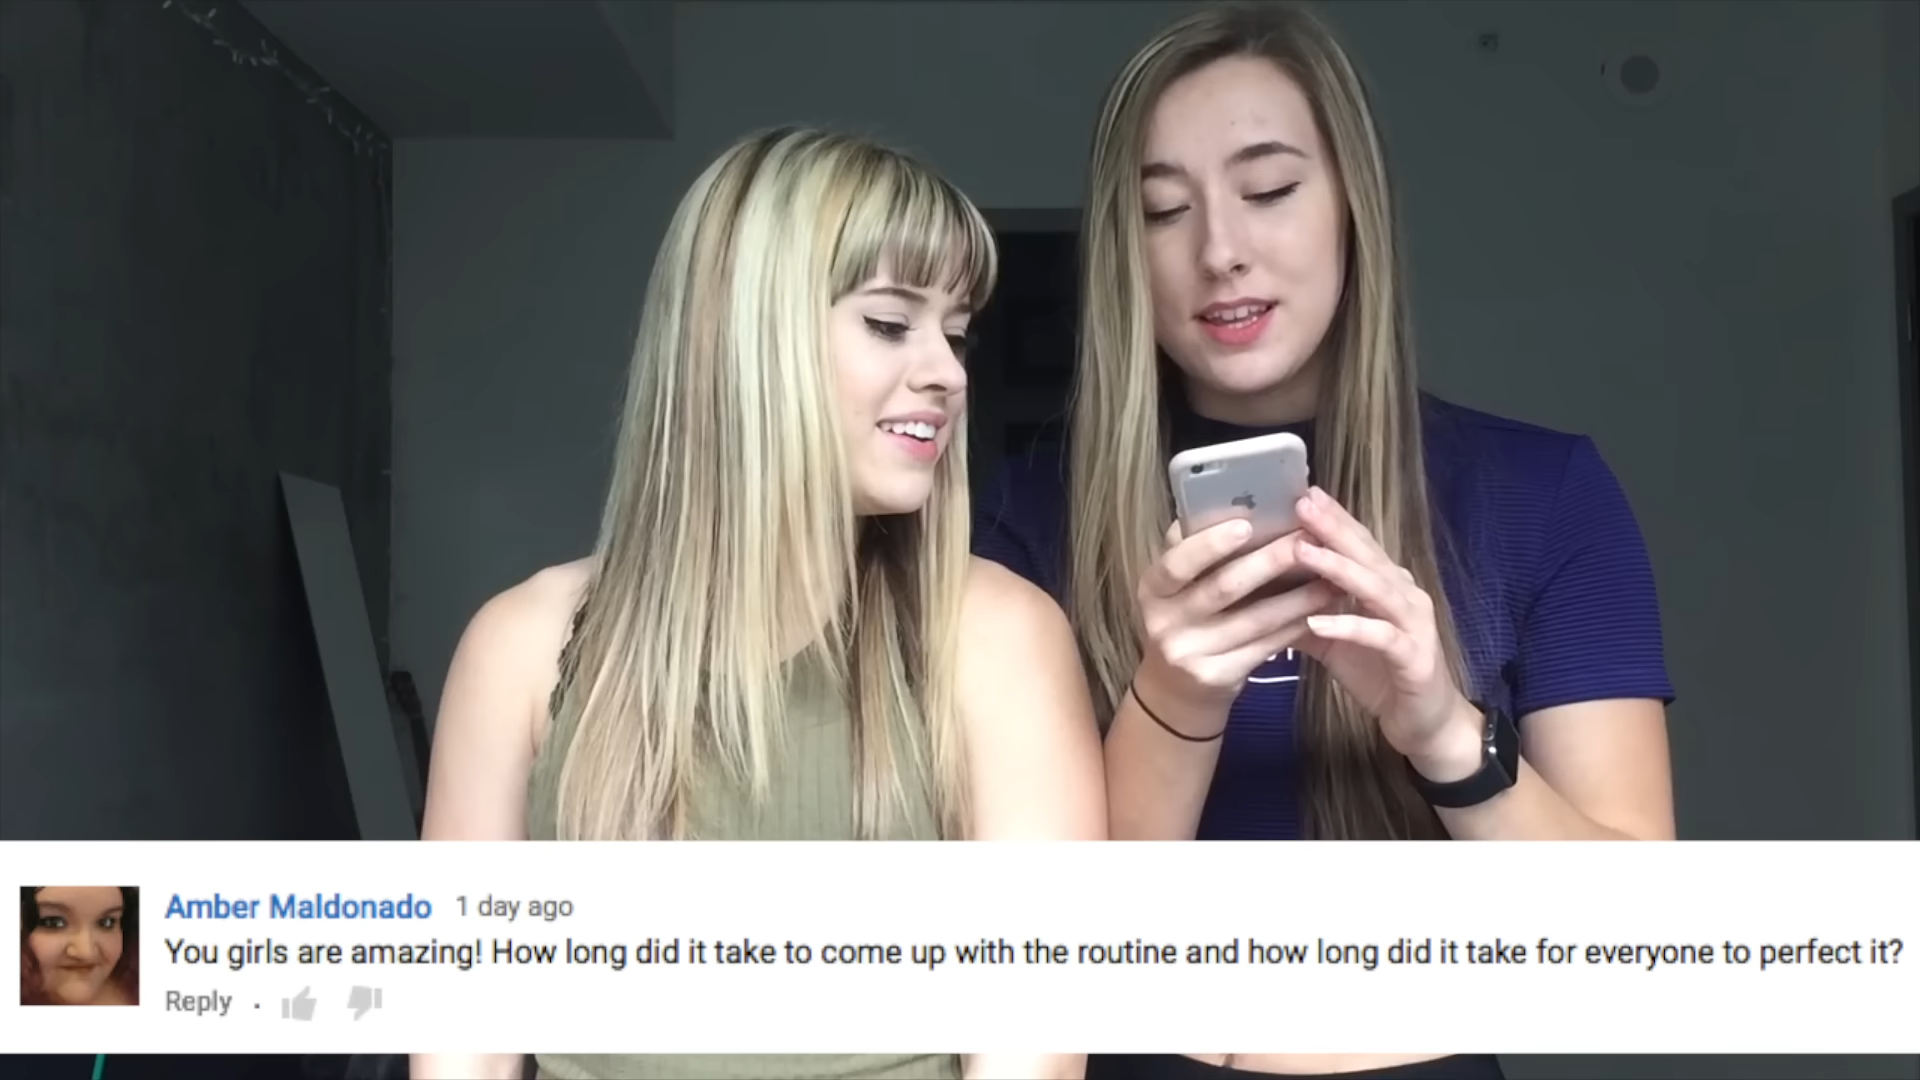 Amber Maldonado 1 day ago
You girls are amazing! How long did it take to come up with the routine and how long did it take for everyone to perfect it?
Reply .